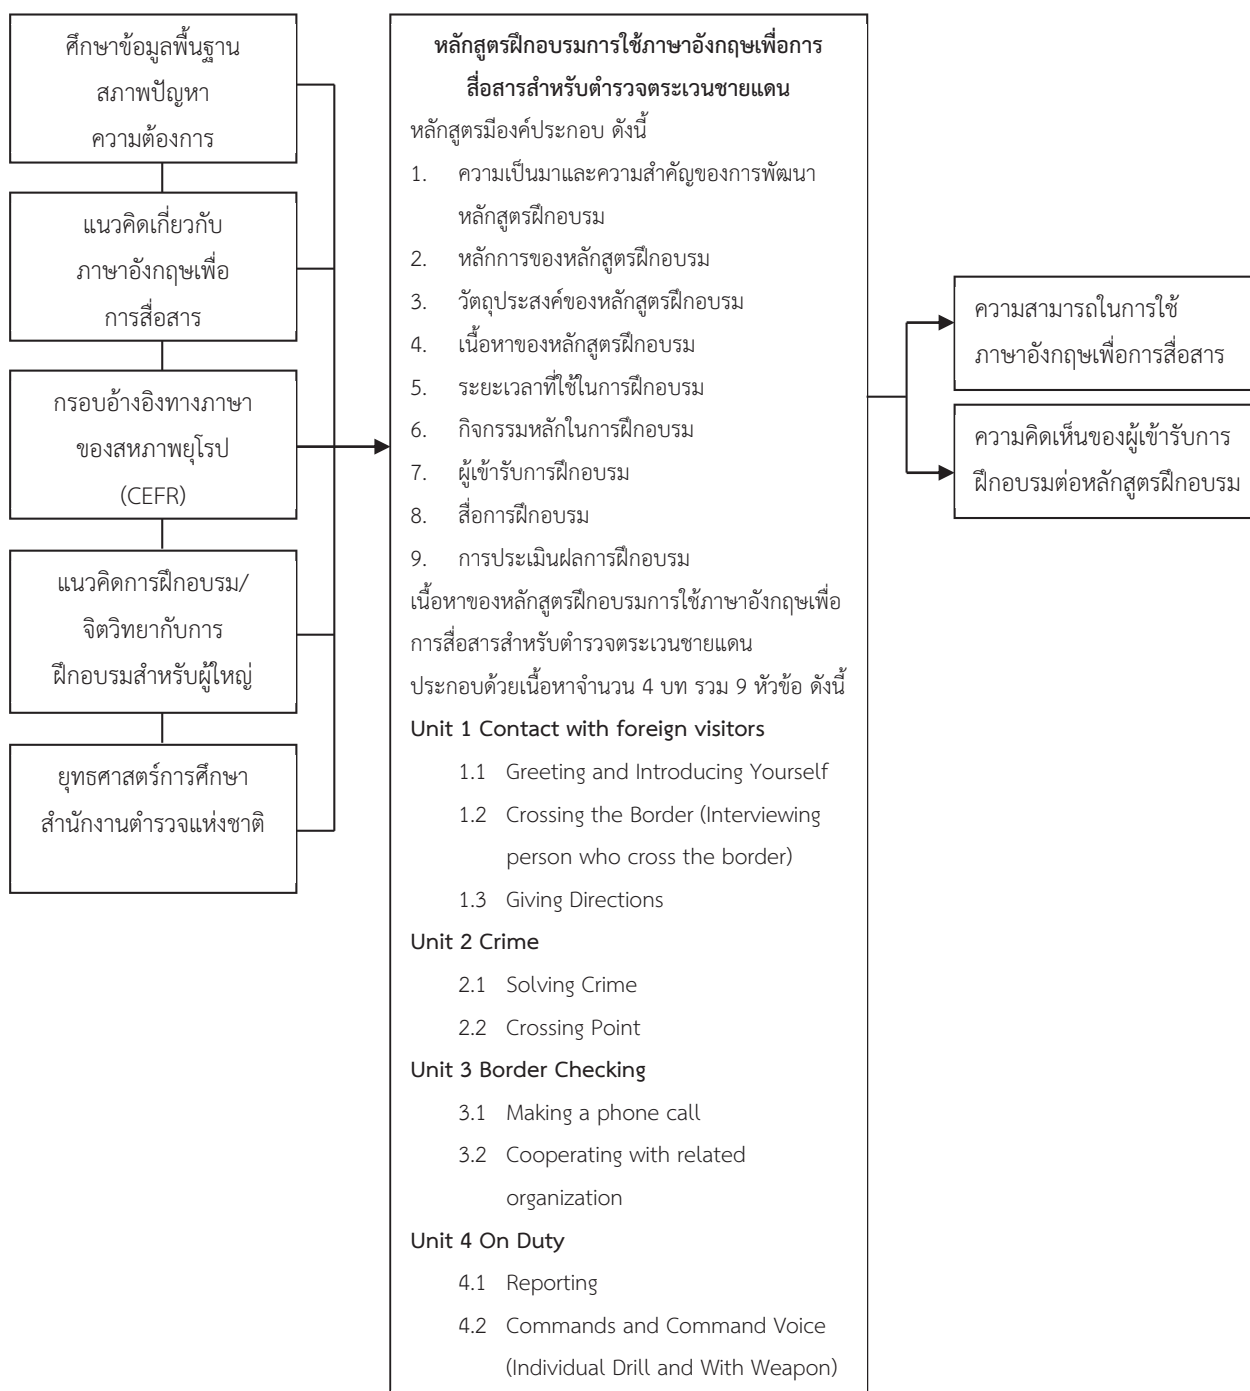 ศึกษาข้อมูลพื้นฐาน
สภาพปัญหา
ความต้องการ
แนวคิดเกี่ยวกับ
ภาษาอังกฤษเพื่อ
การสื่อสาร
กรอบอ้างอิงทางภาษา
ของสหภาพยุโรป
(CEFR)
แนวคิดการฝึกอบรม/
จิตวิทยากับการ
ฝึกอบรมสำหรับผู้ใหญ่
ยุทธศาสตร์การศึกษา
สำนักงานตำรวจแห่งชาติ
หลักสูตรฝึกอบรมการใช้ภาษาอังกฤษเพื่อการ
สื่อสารสำหรับตำรวจตระเวนชายแดน
หลักสูตรมีองค์ประกอบ ดังนี้
1. ความเป็นมาและความสำคัญของการพัฒนา
หลักสูตรฝึกอบรม
2. หลักการของหลักสูตรฝึกอบรม
3. วัตถุประสงค์ของหลักสูตรฝึกอบรม
4. เนื้อหาของหลักสูตรฝึกอบรม
5. ระยะเวลาที่ใช้ในการฝึกอบรม
6. กิจกรรมหลักในการฝึกอบรม
7. ผู้เข้ารับการฝึกอบรม
8. สื่อการฝึกอบรม
9. การประเมินผลการฝึกอบรม
เนื้อหาของหลักสูตรฝึกอบรมการใช้ภาษาอังกฤษเพื่อ
การสื่อสารสำหรับตำรวจตระเวนชายแดน
ประกอบด้วยเนื้อหาจำนวน 4 บท รวม 9 หัวข้อ ดังนี้
Unit 1 Contact with foreign visitors
1.1 Greeting and Introducing Yourself
1.2 Crossing the Border (Interviewing
person who cross the border)
1.3 Giving Directions
Unit 2 Crime
2.1 Solving Crime
2.2 Crossing Point
Unit 3 Border Checking
3.1 Making a phone call
3.2 Cooperating with related
organization
Unit 4 On Duty
4.1 Reporting
4.2 Commands and Command Voice
(Individual Drill and With Weapon)
ความสามารถในการใช้
ภาษาอังกฤษเพื่อการสื่อสาร
ความคิดเห็นของผู้เข้ารับการ
ฝึกอบรมต่อหลักสูตรฝึกอบรม